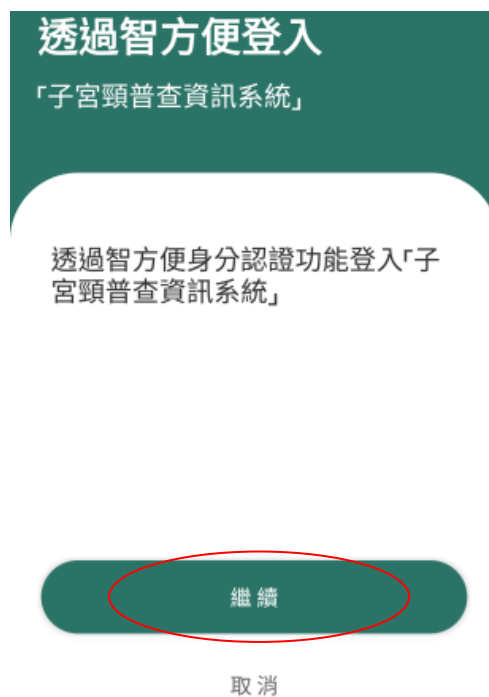 透過智方便登入
「子宮頸普查資訊系統」
透過智方便身分認證功能登入「子
宮頸普查資訊系統」
繼續
取消